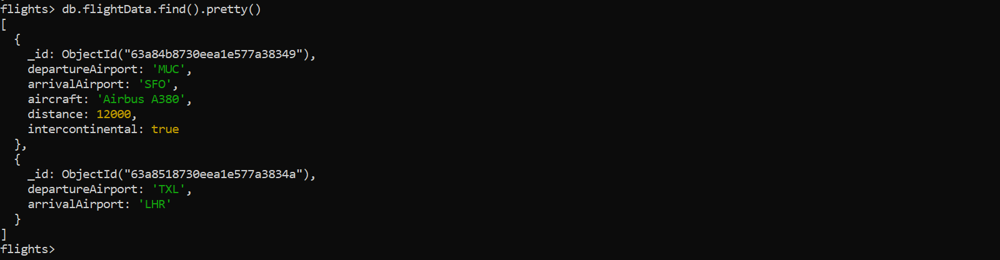 flights> db.flightData.find().pretty()
[
  {
    _id: ObjectId("63a84b8730eea1e577a38349"),
    departureAirport: 'MUC',
    arrivalAirport: 'SFO',
    aircraft: 'Airbus A380',
    distance: 12000,
    intercontinental: true
  },
  {
    _id: ObjectId("63a8518730eea1e577a3834a"),
    departureAirport: 'TXL',
    arrivalAirport: 'LHR'
  }
]
flights>